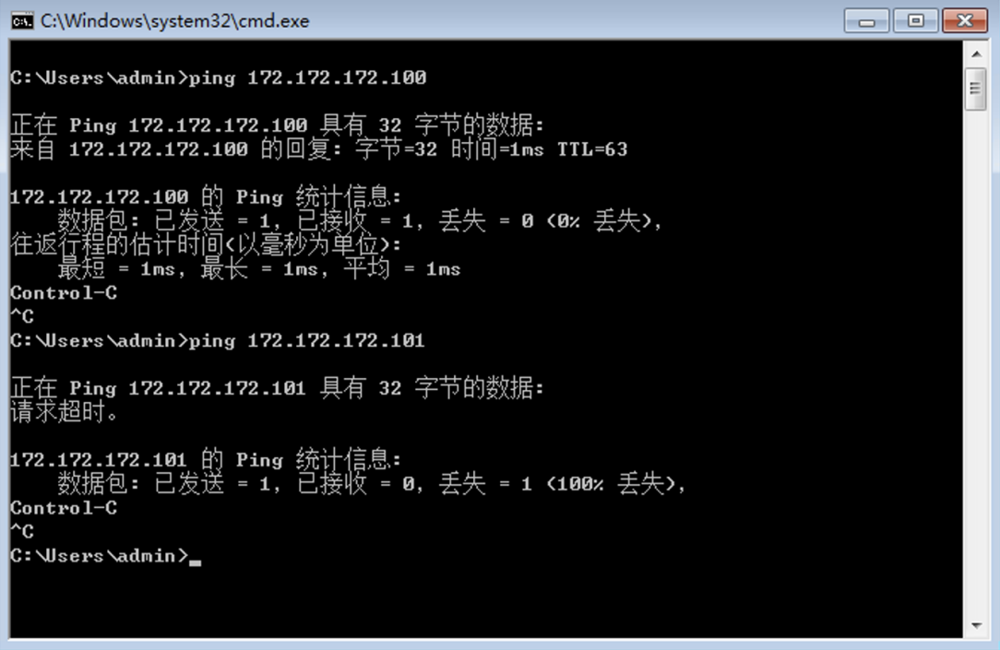 C:\Windows\system32\cmd.exe
C:\Users\admin>ping 172.172.172.100
正在 Ping 172.172.172.100 具有 32 字节的数据:
来自 172.172.172.100 的回复: 字节=32 时间=1ms TTL=63
172.172.172.100 的 Ping 统计信息:
数据包: 已发送 = 1, 已接收 = 1, 丢失 = 0 (0% 丢失),
往返行程的估计时间(以毫秒为单位):
最短 = 1ms, 最长 = 1ms, 平均 = 1ms
Control-C
^C
C:\Users\admin>ping 172.172.172.101
正在 Ping 172.172.172.101 具有 32 字节的数据:
请求超时。
172.172.172.101 的 Ping 统计信息:
数据包: 已发送 = 1, 已接收 = 0, 丢失 = 1 (100% 丢失),
Control-C
^C
C:\Users\admin>